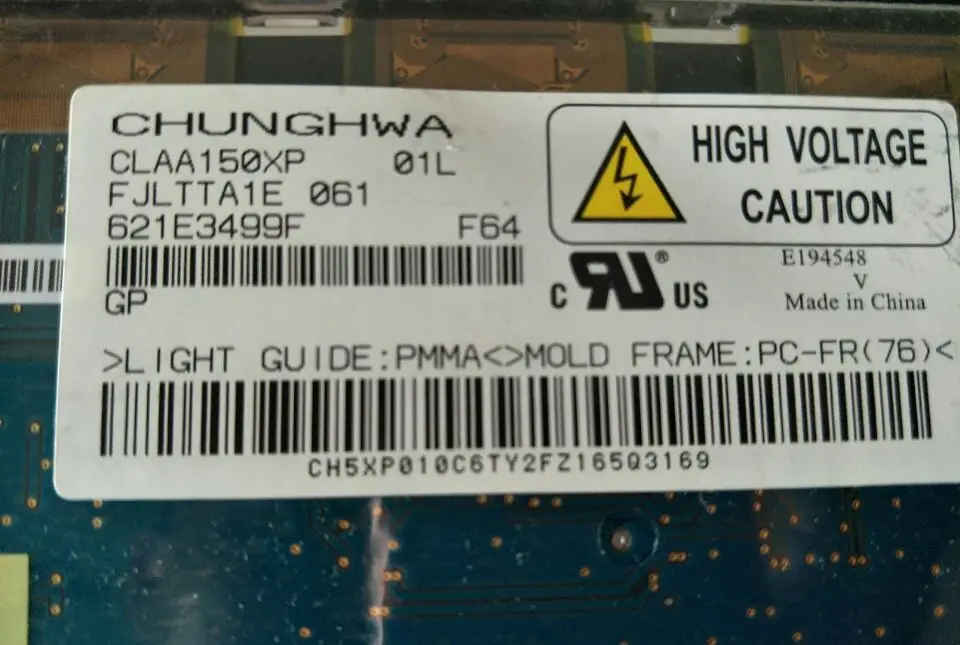 CHUNGHWA
CLAA150XP 01L
FJLTTA1E 061
621E3499F F64
GP
HIGH VOLTAGE
CAUTION
C RU ® US
E194548
V
Made in China
>LIGHT GUIDE:PMMA<>MOLD FRAME:PC-FR(76)<
CH5XP010C6TY2FZ165Q3169